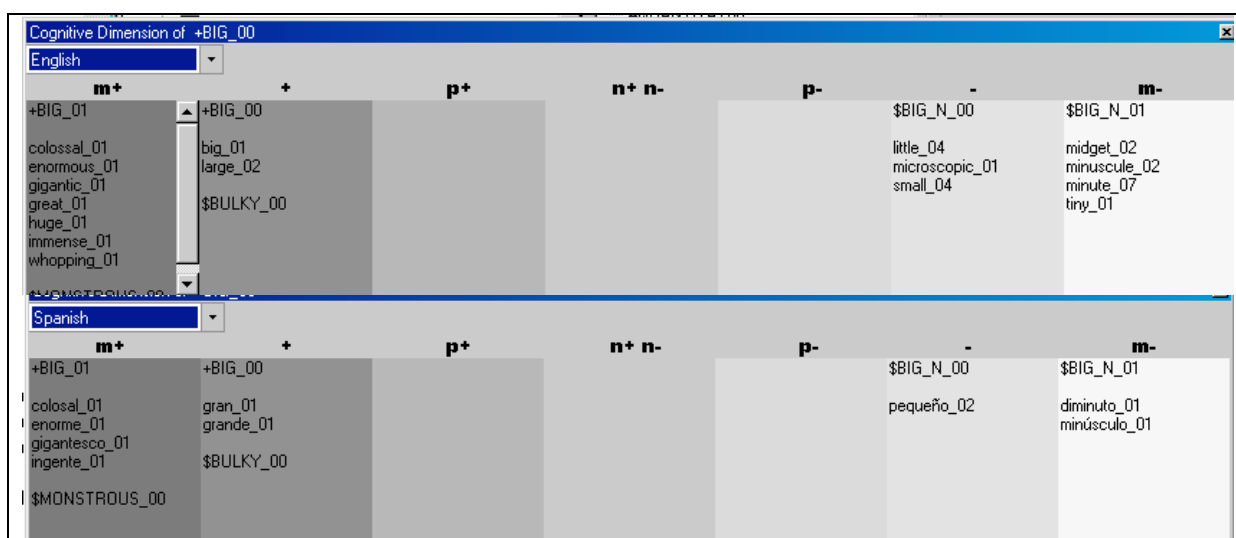 Cognitive Dimension of +BIG_00
English
m+ + p+ n+ n- p- - m-
+BIG_01 +BIG_00 $BIG_N_00 $BIG_N_01
colossal_01 big_01 little_04 midget_02
enormous_01 large_02 microscopic_01 minuscule_02
gigantic_01 small_04 minute_07
great_01 $BULKY_00 tiny_01
huge_01
immense_01
whopping_01
Spanish
m+ + p+ n+ n- p- - m-
+BIG_01 +BIG_00 $BIG_N_00 $BIG_N_01
colosal_01 gran_01 pequeño_02 diminuto_01
enorme_01 grande_01 minúsculo_01
gigantesco_01
ingente_01 $BULKY_00
$MONSTROUS_00